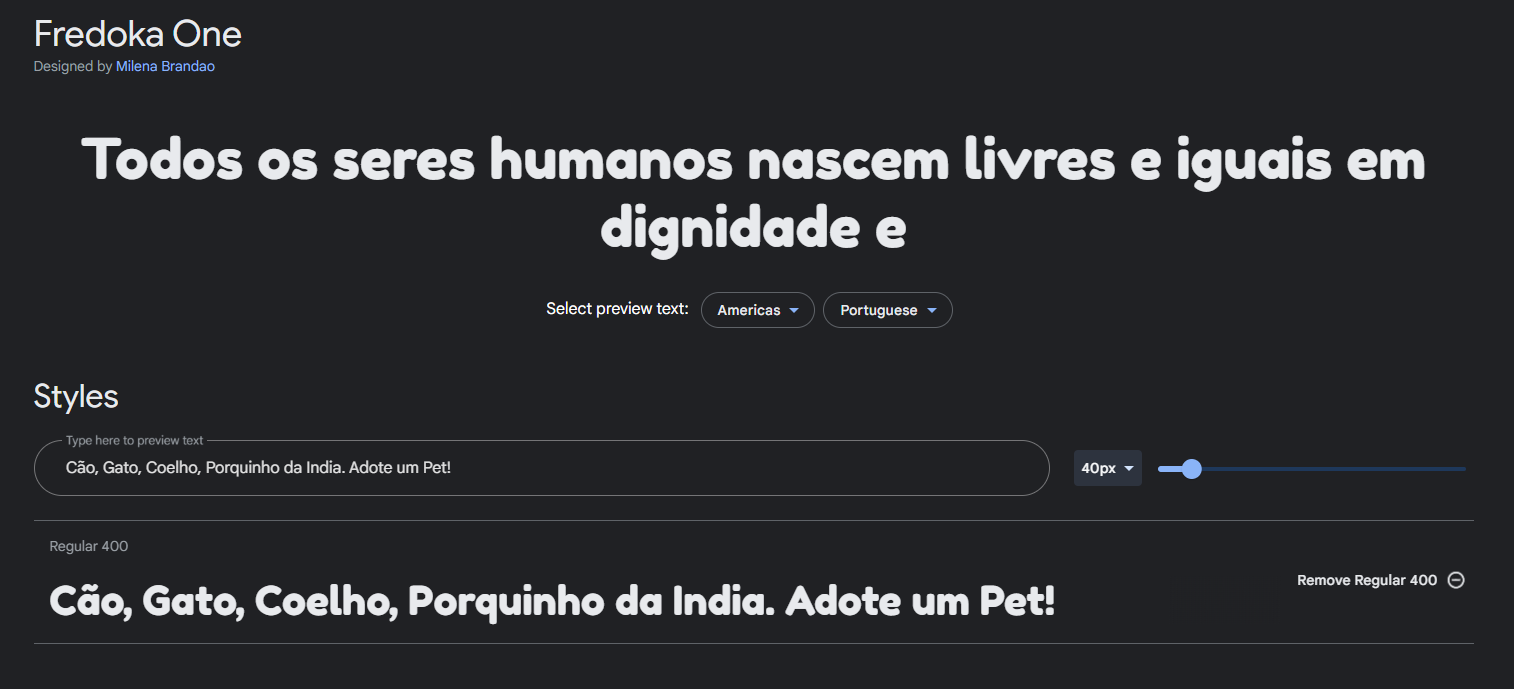 Fredoka One
Designed by Milena Brandao
Todos os seres humanos nascem livres e iguais em
dignidade e
Select preview text: Americas Portuguese
Styles
Type here to preview text
Cão, Gato, Coelho, Porquinho da India. Adote um Pet!
40px
Regular 400
Remove Regular 400
Cão, Gato, Coelho, Porquinho da India. Adote um Pet!